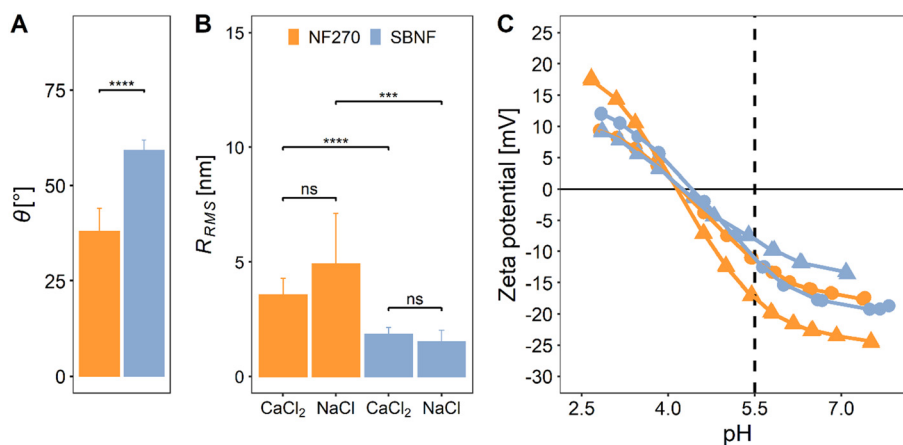 A
θ[°]
75
50
25
0
****
B
NF270 SBNF
R_RMS [nm]
15
10
5
0
***
****
ns
ns
CaCl₂ NaCl CaCl₂ NaCl
C
Zeta potential [mV]
25
20
15
10
5
0
-5
-10
-15
-20
-25
-30
2.5 4.0 5.5 7.0
pH